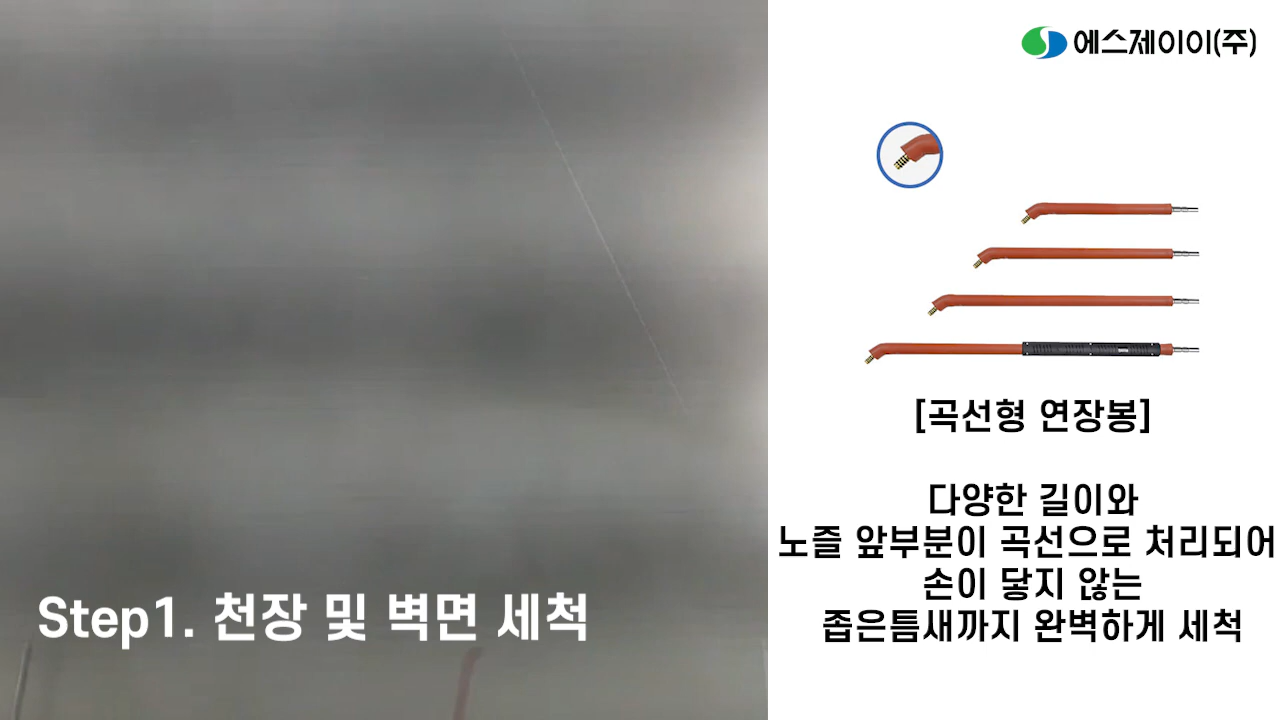 에스제이이(주)
[곡선형 연장봉]
다양한 길이와
노즐 앞부분이 곡선으로 처리되어
손이 닿지 않는
좁은틈새까지 완벽하게 세척
Step1. 천장 및 벽면 세척